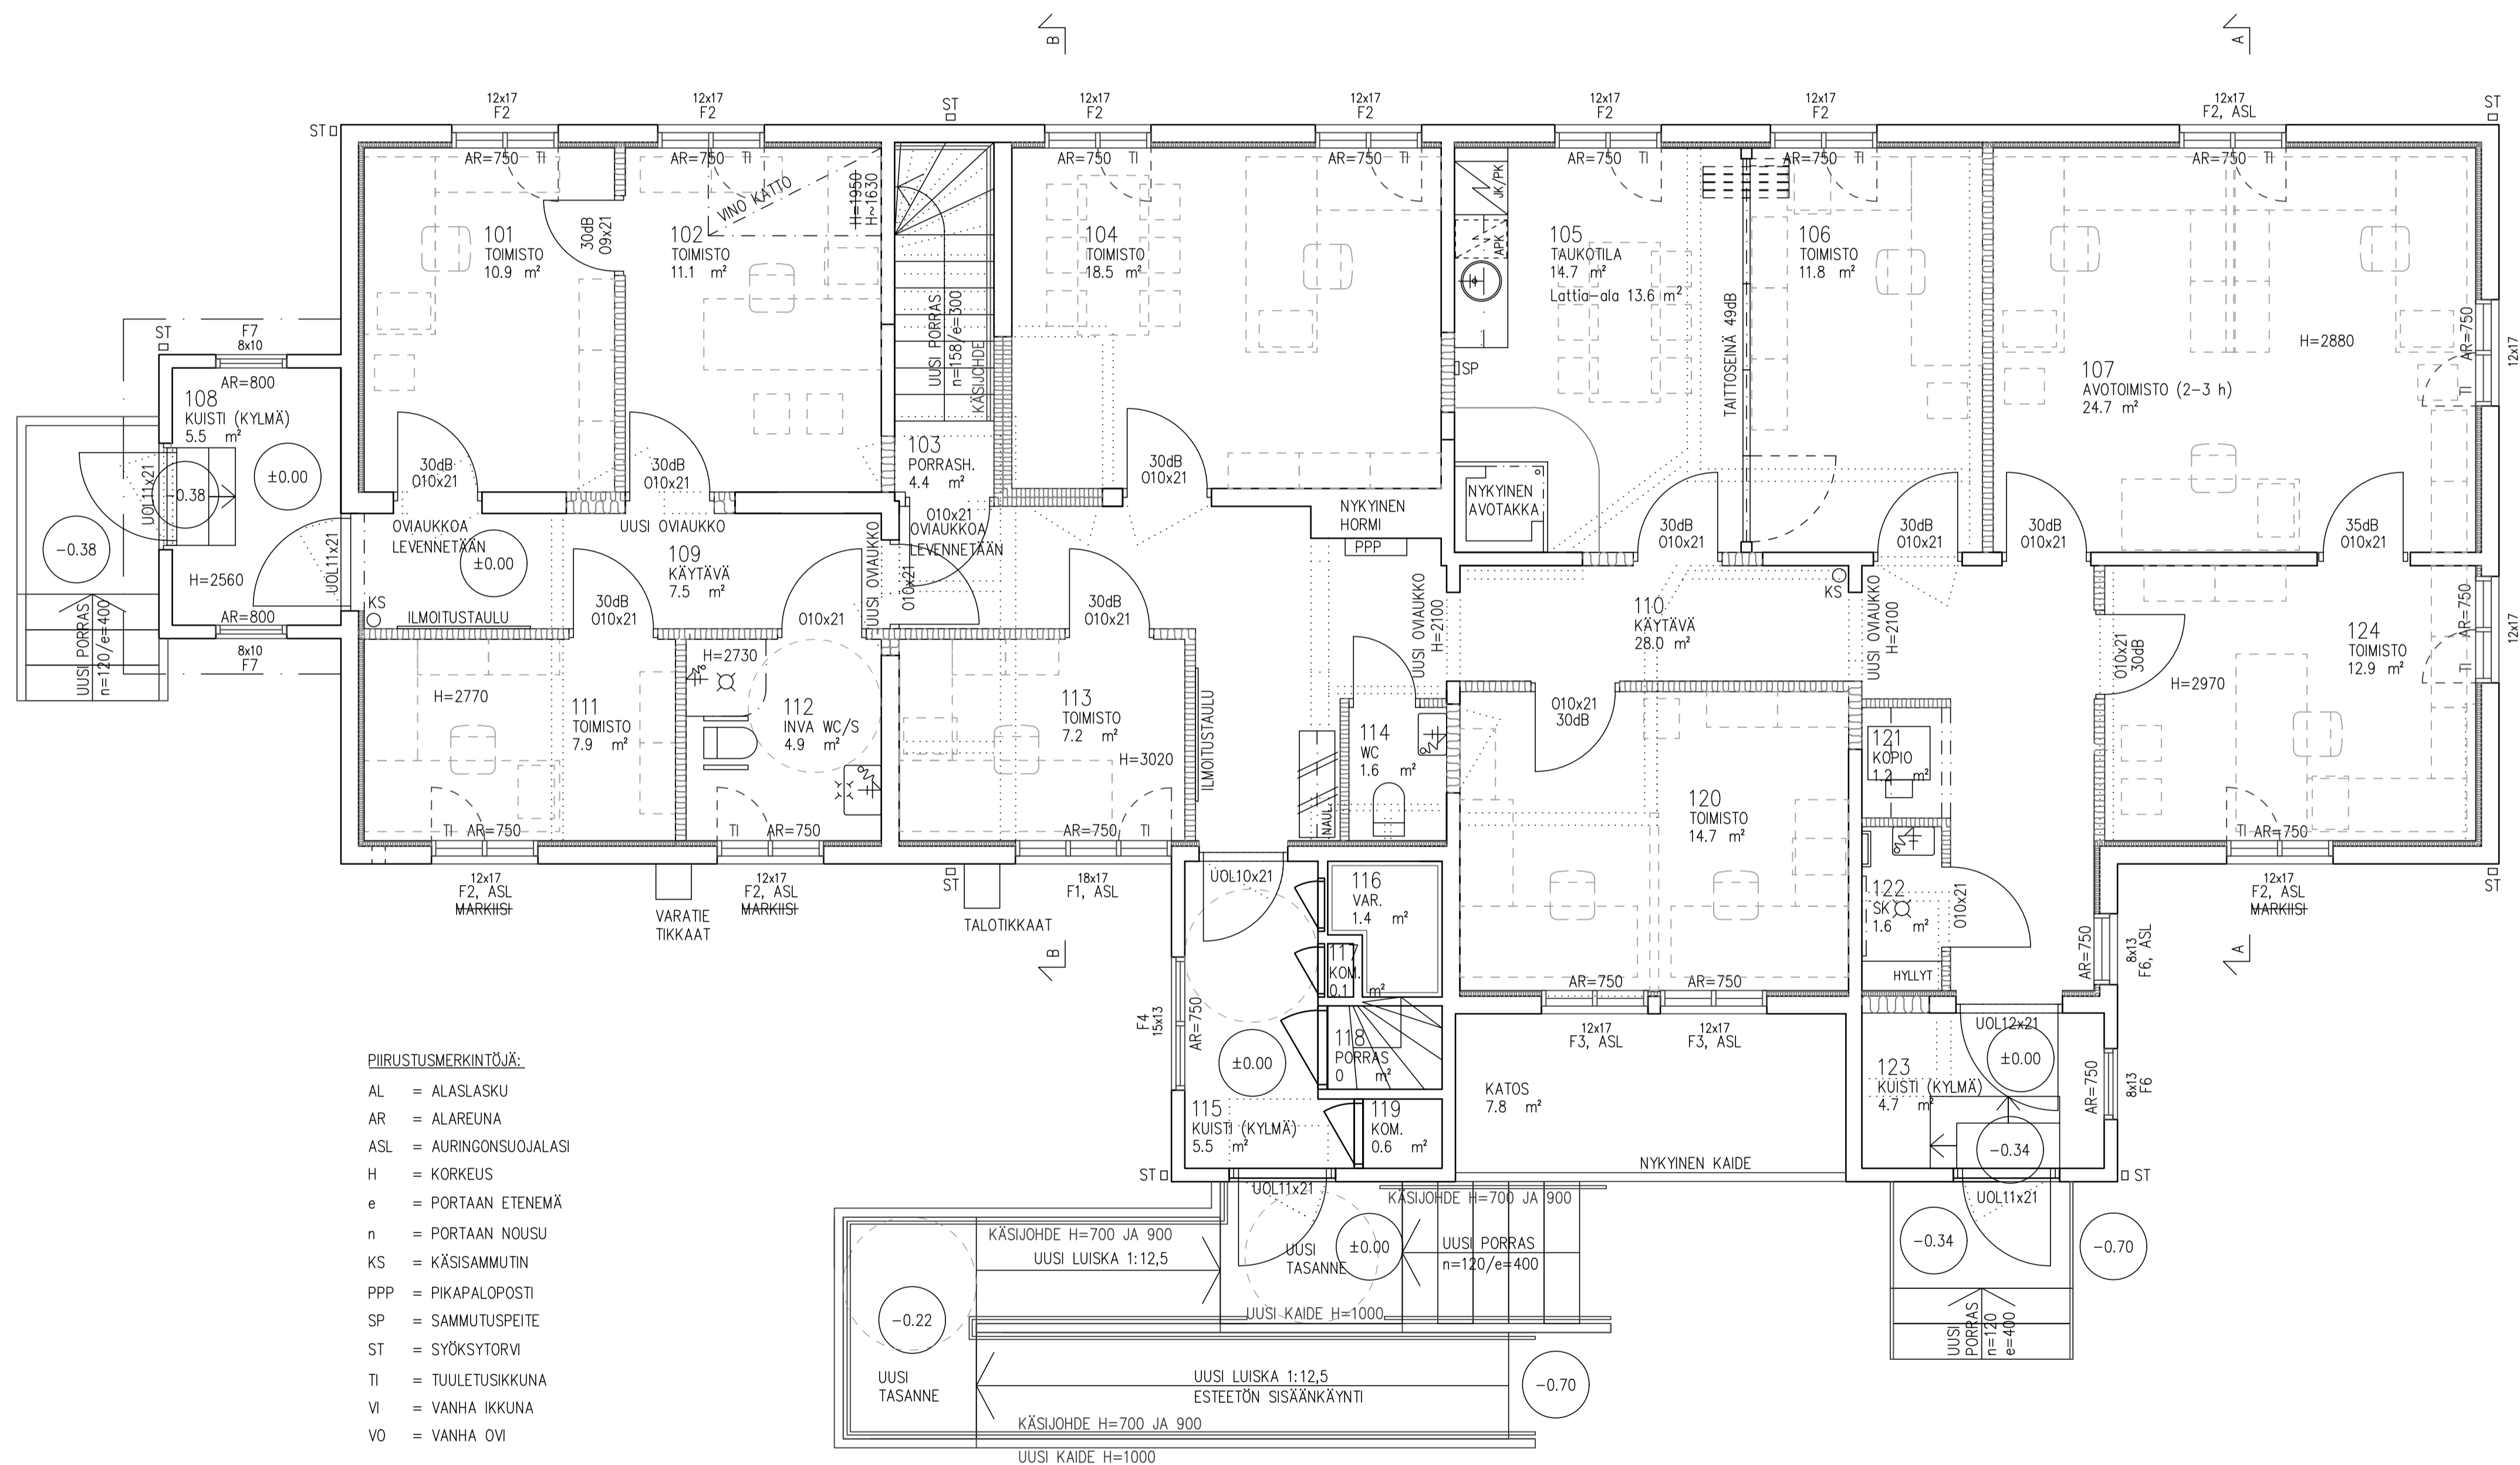 B
A
12x17
F2
12x17
F2
ST
12x17
F2
12x17
F2
12x17
F2
12x17
F2
12x17
F2, ASL
ST
ST
AR=750 TI
AR=750 TI
AR=750 TI
AR=750 TI
AR=750 TI
AR=750 TI
AR=750 TI
VINO KATTO
H=1950
H~1630
JK/PK
APK
101
TOIMISTO
10.9 m²
30dB
O9x21
102
TOIMISTO
11.1 m²
UUSI PORRAS
n=158/e=300
KÄSIJOHDE
104
TOIMISTO
18.5 m²
105
TAUKOTILA
14.7 m²
Lattia-ala 13.6 m²
TAITTOSEINÄ 49dB
106
TOIMISTO
11.8 m²
107
AVOTOIMISTO (2-3 h)
24.7 m²
H=2880
AR=750
TI
12x17
SP
ST
F7
8x10
AR=800
108
KUISTI (KYLMÄ)
5.5 m²
±0.00
-0.38
UOL11x21
-0.38
H=2560
AR=800
8x10
F7
UUSI PORRAS
n=120/e=400
UOL11x21
30dB
O10x21
30dB
O10x21
103
PORRASH.
4.4 m²
30dB
O10x21
NYKYINEN
AVOTAKKA
NYKYINEN
HORMI
PPP
30dB
O10x21
30dB
O10x21
30dB
O10x21
35dB
O10x21
OVIAUKKOA
LEVENNETÄÄN
±0.00
UUSI OVIAUKKO
109
KÄYTÄVÄ
7.5 m²
O10x21
OVIAUKKOA
LEVENNETÄÄN
UUSI OVIAUKKO
O10x21
KS
ILMOITUSTAULU
30dB
O10x21
O10x21
30dB
O10x21
UUSI OVIAUKKO
H=2100
110
KÄYTÄVÄ
28.0 m²
KS
UUSI OVIAUKKO
H=2100
O10x21
30dB
124
TOIMISTO
12.9 m²
H=2970
AR=750
TI
12x17
H=2770
111
TOIMISTO
7.9 m²
H=2730
112
INVA WC/S
4.9 m²
113
TOIMISTO
7.2 m²
H=3020
ILMOITUSTAULU
NAUL.
114
WC
1.6 m²
O10x21
30dB
120
TOIMISTO
14.7 m²
121
KOPIO
1.2 m²
122
SK
1.6 m²
O10x21
HYLLYT
TI AR=750
TI AR=750
AR=750 TI
TI AR=750
12x17
F2, ASL
MARKIISI
VARATIE
TIKKAAT
12x17
F2, ASL
MARKIISI
ST
TALOTIKKAAT
18x17
F1, ASL
B
UOL10x21
116
VAR.
1.4 m²
117
KOM.
0.1 m²
AR=750 AR=750
12x17
F3, ASL
12x17
F3, ASL
AR=750
8x13
F6, ASL
12x17
F2, ASL
MARKIISI
ST
A
F4
15x13
AR=750
±0.00
118
PORRAS
0 m²
115
KUISTI (KYLMÄ)
5.5 m²
119
KOM.
0.6 m²
KATOS
7.8 m²
NYKYINEN KAIDE
UOL12x21
±0.00
123
KUISTI (KYLMÄ)
4.7 m²
-0.34
AR=750
8x13
F6
ST
ST
UOL11x21
UOL11x21
-0.34
-0.70
UUSI
PORRAS
n=120
e=400
KÄSIJOHDE H=700 JA 900
KÄSIJOHDE H=700 JA 900
UUSI LUISKA 1:12,5
UUSI
TASANNE
±0.00
UUSI PORRAS
n=120/e=400
UUSI KAIDE H=1000
-0.22
UUSI
TASANNE
UUSI LUISKA 1:12,5
ESTEETÖN SISÄÄNKÄYNTI
-0.70
KÄSIJOHDE H=700 JA 900
UUSI KAIDE H=1000
PIIRUSTUSMERKINTÖJÄ:
AL = ALASLASKU
AR = ALAREUNA
ASL = AURINGONSUOJALASI
H = KORKEUS
e = PORTAAN ETENEMÄ
n = PORTAAN NOUSU
KS = KÄSISAMMUTIN
PPP = PIKAPALOPOSTI
SP = SAMMUTUSPEITE
ST = SYÖKSYTORVI
TI = TUULETUSIKKUNA
VI = VANHA IKKUNA
VO = VANHA OVI